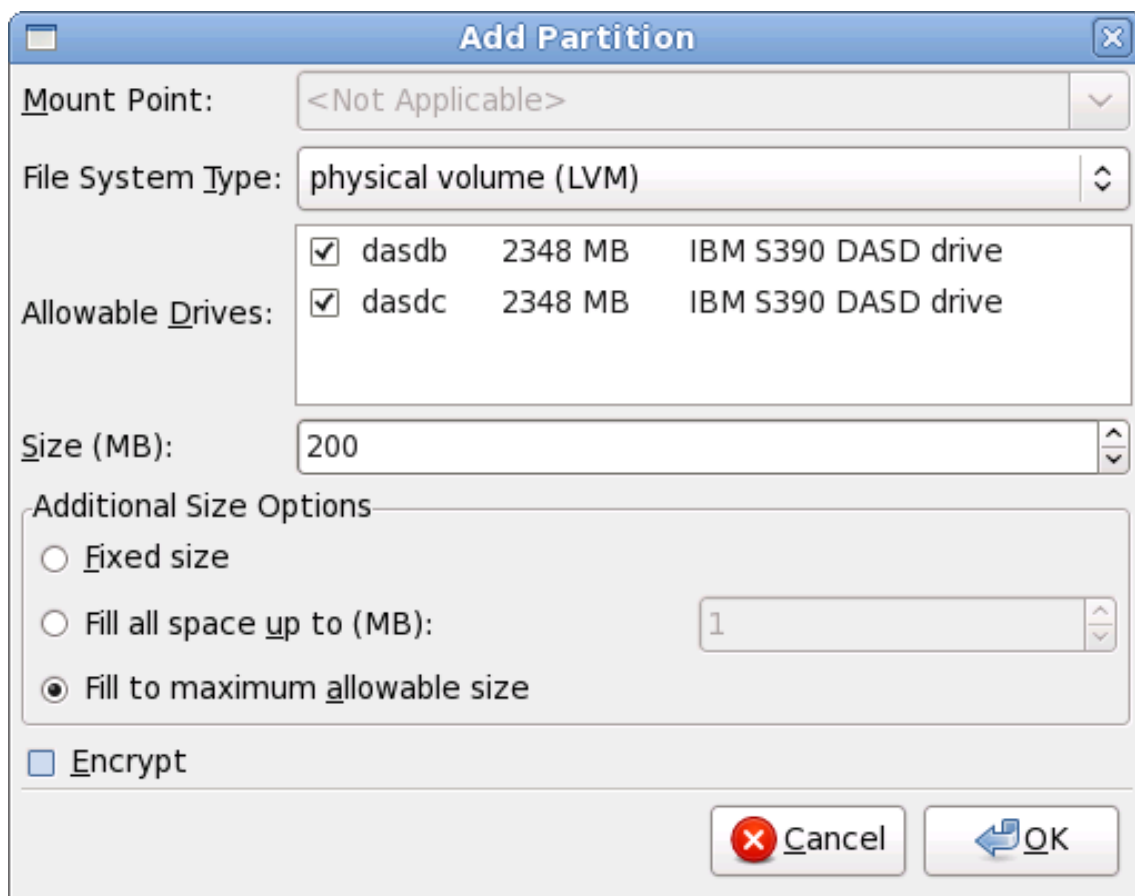 Add Partition
Mount Point: <Not Applicable>
File System Type: physical volume (LVM)
Allowable Drives:
dasdb 2348 MB IBM S390 DASD drive
dasdc 2348 MB IBM S390 DASD drive
Size (MB): 200
Additional Size Options
Fixed size
Fill all space up to (MB): 1
Fill to maximum allowable size
Encrypt
Cancel OK